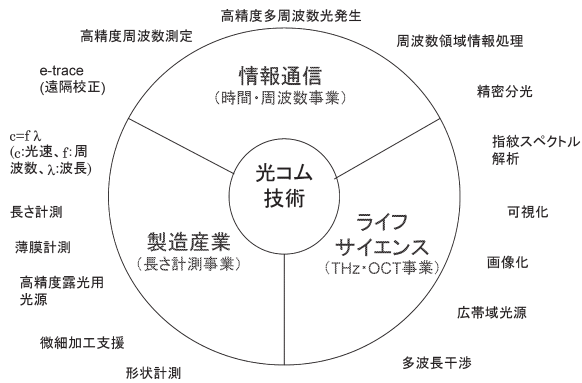 高精度多周波数光発生
高精度周波数測定
周波数領域情報処理
e-trace
(遠隔校正)
情報通信
(時間・周波数事業)
精密分光
c=fλ
(c:光速、f:周
波数、λ:波長)
指紋スペクトル
解析
光コム
技術
長さ計測
可視化
製造産業
(長さ計測事業)
ライフ
サイエンス
(THz・OCT事業)
薄膜計測
画像化
高精度露光用
光源
広帯域光源
微細加工支援
多波長干渉
形状計測